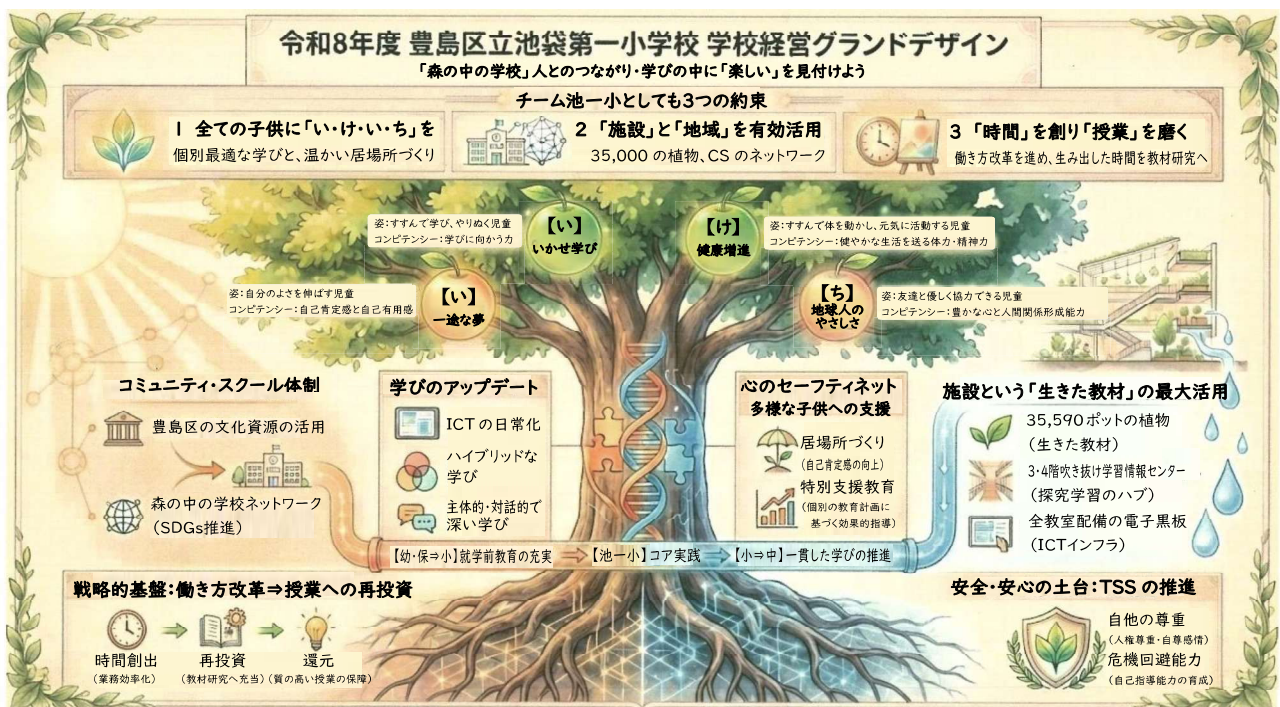 令和8年度 豊島区立池袋第一小学校 学校経営グランドデザイン
「森の中の学校」人とのつながり・学びの中に「楽しい」を見付けよう
チーム池一小としても3つの約束
1 全ての子供に「い・け・い・ち」を
個別最適な学びと、温かい居場所づくり
2 「施設」と「地域」を有効活用
35,000 の植物、CSのネットワーク
3 「時間」を創り「授業」を磨く
働き方改革を進め、生み出した時間を教材研究へ
姿:すすんで学び、やりぬく児童
コンピテンシー:学びに向かう力
【い】
いかせ学び
【け】
健康増進
姿:すすんで体を動かし、元気に活動する児童
コンピテンシー:健やかな生活を送る体力・精神力
姿:自分のよさを伸ばす児童
コンピテンシー:自己肯定感と自己有用感
【い】
一途な夢
【ち】
地球人の
やさしさ
姿:友達と優しく協力できる児童
コンピテンシー:豊かな心と人間関係形成能力
コミュニティ・スクール体制
豊島区の文化資源の活用
森の中の学校ネットワーク
(SDGs推進)
学びのアップデート
ICTの日常化
ハイブリッドな
学び
主体的・対話的で
深い学び
心のセーフティネット
多様な子供への支援
居場所づくり
(自己肯定感の向上)
特別支援教育
(個別の教育計画に
基づく効果的指導)
施設という「生きた教材」の最大活用
35,590ポットの植物
(生きた教材)
3・4階吹き抜け学習情報センター
(探究学習のハブ)
全教室配備の電子黒板
(ICTインフラ)
【幼・保⇒小】就学前教育の充実
【池一小】コア実践
【小⇒中】一貫した学びの推進
戦略的基盤:働き方改革⇒授業への再投資
時間創出
(業務効率化)
再投資
(教材研究へ充当)
還元
(質の高い授業の保障)
安全・安心の土台:TSSの推進
自他の尊重
(人権尊重・自尊感情)
危機回避能力
(自己指導能力の育成)